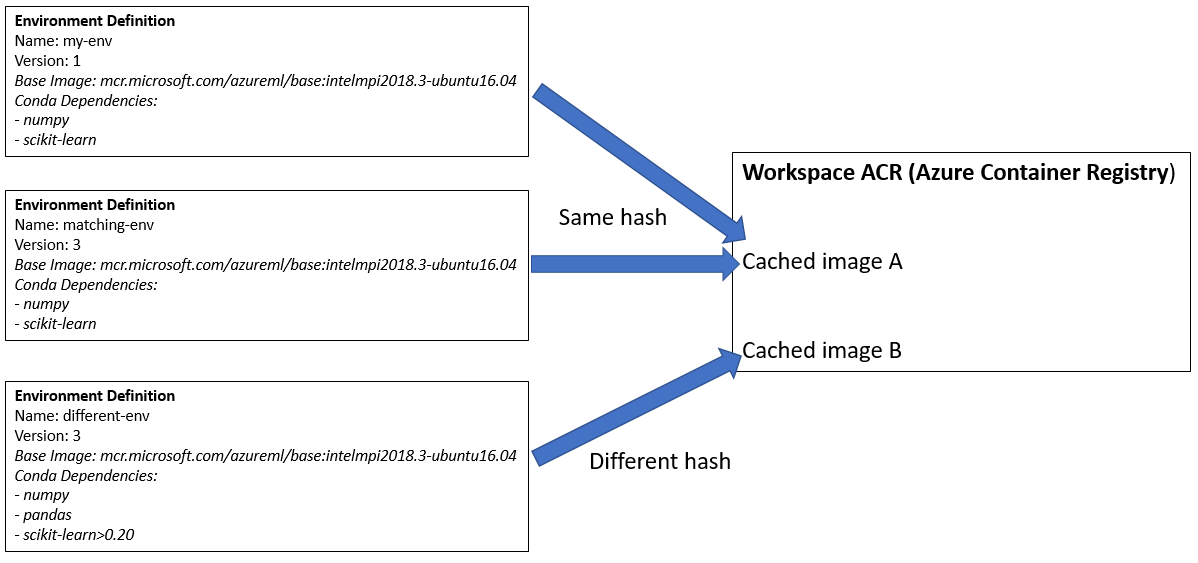 Environment Definition
Name: my-env
Version: 1
Base Image: mcr.microsoft.com/azureml/base:intelmpi2018.3-ubuntu16.04
Conda Dependencies:
- numpy
- scikit-learn
Environment Definition
Name: matching-env
Version: 3
Base Image: mcr.microsoft.com/azureml/base:intelmpi2018.3-ubuntu16.04
Conda Dependencies:
- numpy
- scikit-learn
Environment Definition
Name: different-env
Version: 3
Base Image: mcr.microsoft.com/azureml/base:intelmpi2018.3-ubuntu16.04
Conda Dependencies:
- numpy
- pandas
- scikit-learn>0.20
Same hash
Different hash
Workspace ACR (Azure Container Registry)
Cached image A
Cached image B